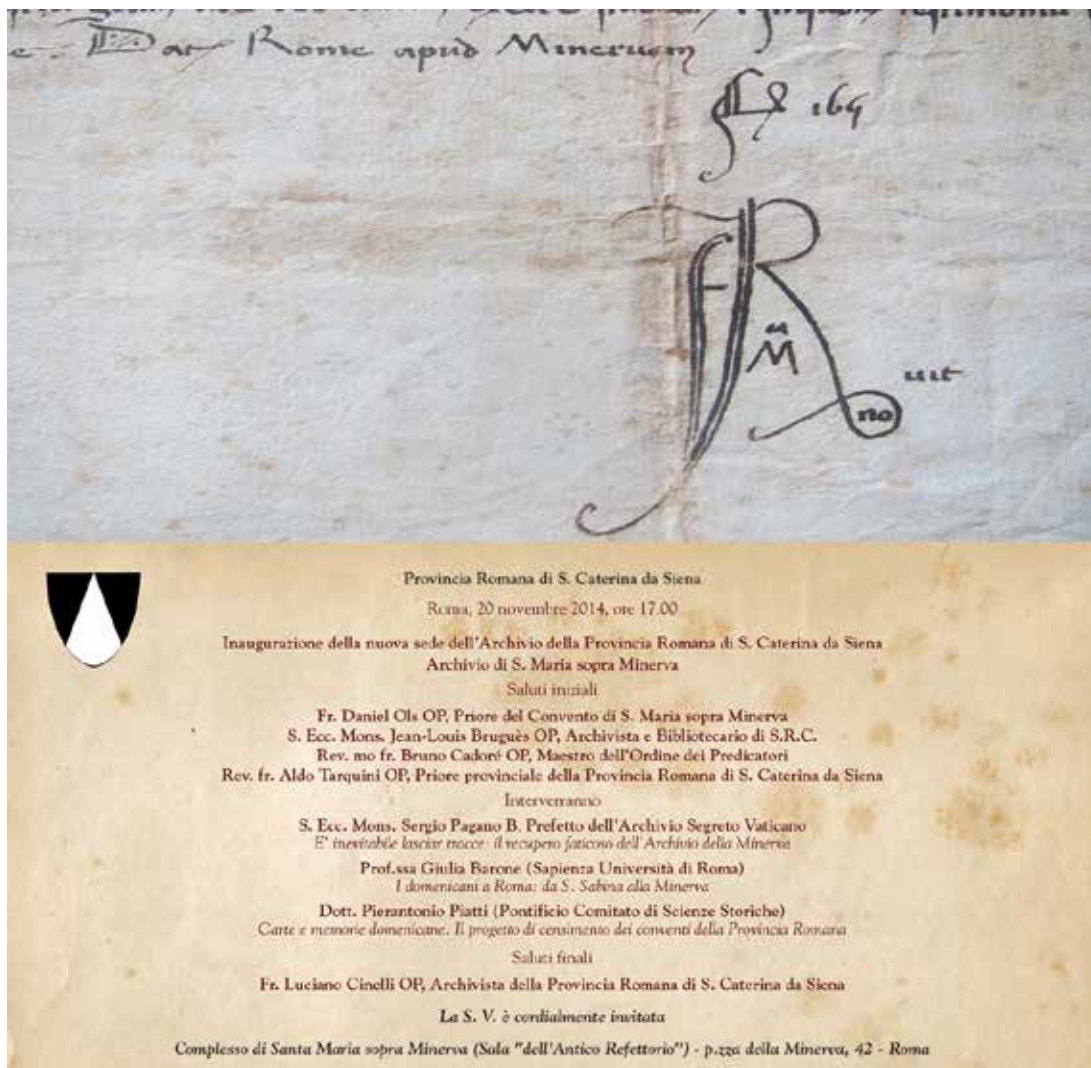 e. Dat Rome apud Minervam
169
FR
M
no
Provincia Romana di S. Caterina da Siena
Roma, 20 novembre 2014, ore 17.00
Inaugurazione della nuova sede dell'Archivio della Provincia Romana di S. Caterina da Siena
Archivio di S. Maria sopra Minerva
Saluti iniziali
Fr. Daniel Ols OP, Priore del Convento di S. Maria sopra Minerva
S. Ecc. Mons. Jean-Louis Bruguès OP, Archivista e Bibliotecario di S.R.C.
Rev. mo fr. Bruno Cadoré OP, Maestro dell'Ordine dei Predicatori
Rev. fr. Aldo Tarquini OP, Priore provinciale della Provincia Romana di S. Caterina da Siena
Interverranno
S. Ecc. Mons. Sergio Pagano B. Prefetto dell'Archivio Segreto Vaticano
E' inevitabile lasciar tracce: il recupero faticoso dell'Archivio della Minerva
Prof.ssa Giulia Barone (Sapienza Università di Roma)
I domenicani a Roma: da S. Sabina alla Minerva
Dott. Pierantonio Piatti (Pontificio Comitato di Scienze Storiche)
Carte e memorie domenicane. Il progetto di censimento dei conventi della Provincia Romana
Saluti finali
Fr. Luciano Cinelli OP, Archivista della Provincia Romana di S. Caterina da Siena
La S. V. è cordialmente invitata
Complesso di Santa Maria sopra Minerva (Sala "dell'Antico Refettorio") - p.zza della Minerva, 42 - Roma